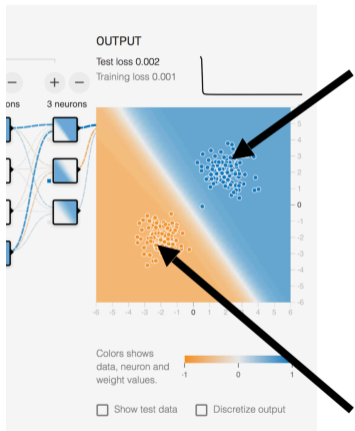 OUTPUT
Test loss 0.002
Training loss 0.001
− + −
ons 3 neurons
5
4
3
2
1
0
-1
-2
-3
-4
-5
-6
-6 -5 -4 -3 -2 -1 0 1 2 3 4 5 6
Colors shows
data, neuron and
weight values.
-1 0 1
Show test data Discretize output